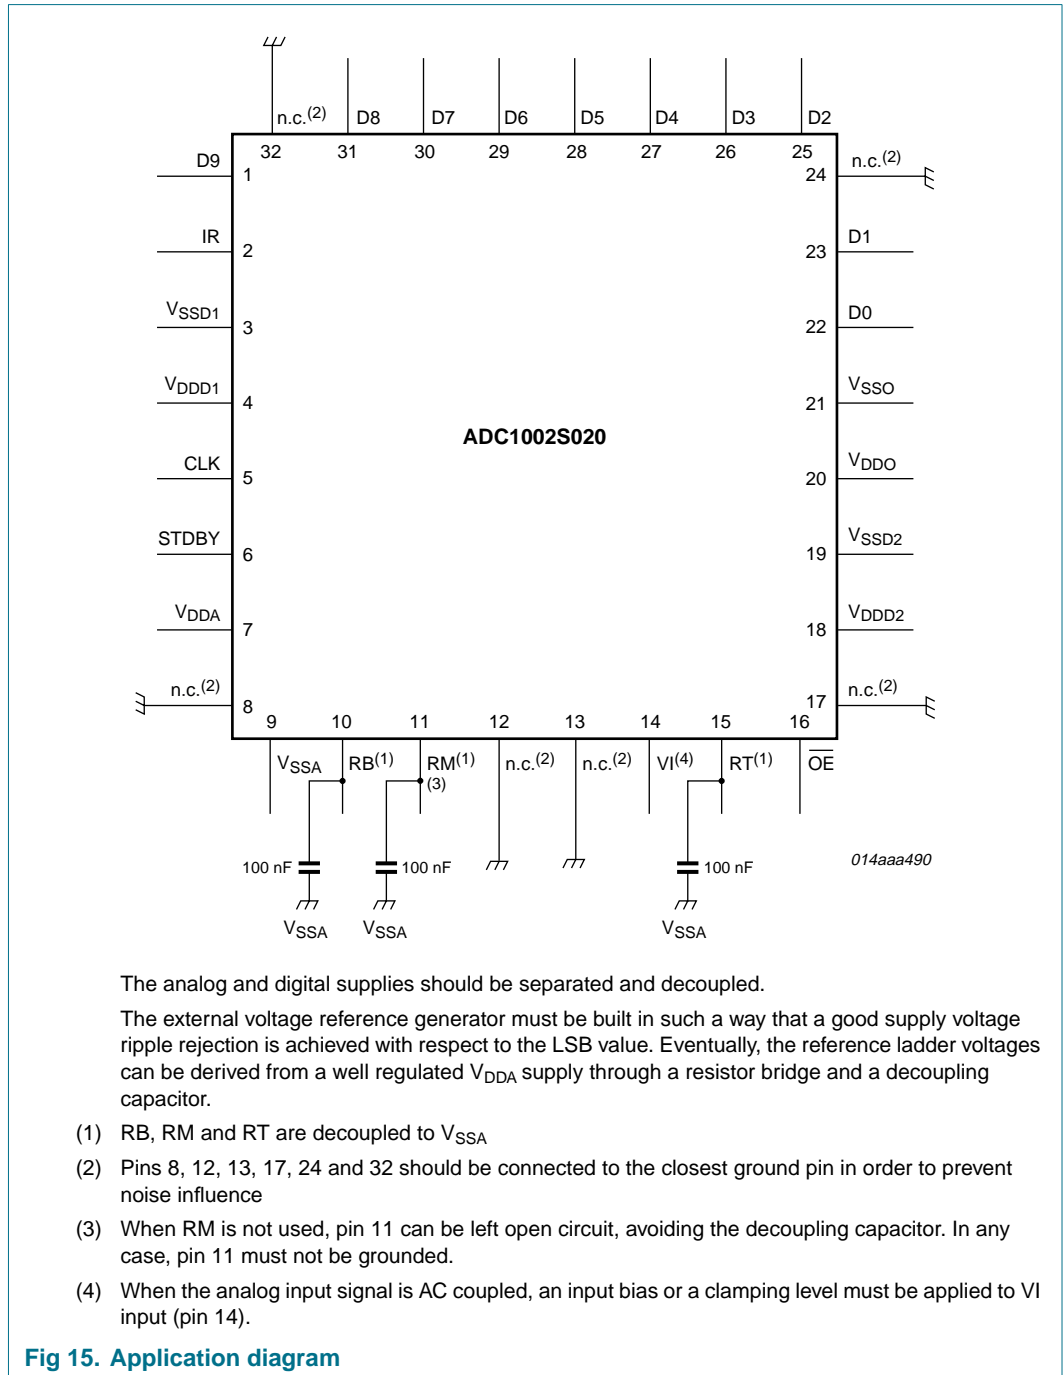 n.c.(2) D8 D7 D6 D5 D4 D3 D2
32 31 30 29 28 27 26 25
D9 1 24 n.c.(2)
IR 2 23 D1
VSSD1 3 22 D0
VDDD1 4 21 VSSO
ADC1002S020
CLK 5 20 VDDO
STDBY 6 19 VSSD2
VDDA 7 18 VDDD2
n.c.(2) 8 17 n.c.(2)
9 10 11 12 13 14 15 16
VSSA RB(1) RM(1) n.c.(2) n.c.(2) VI(4) RT(1) OE
(3)
100 nF 100 nF 100 nF 014aaa490
VSSA VSSA VSSA
The analog and digital supplies should be separated and decoupled.
The external voltage reference generator must be built in such a way that a good supply voltage
ripple rejection is achieved with respect to the LSB value. Eventually, the reference ladder voltages
can be derived from a well regulated VDDA supply through a resistor bridge and a decoupling
capacitor.
(1) RB, RM and RT are decoupled to VSSA
(2) Pins 8, 12, 13, 17, 24 and 32 should be connected to the closest ground pin in order to prevent
noise influence
(3) When RM is not used, pin 11 can be left open circuit, avoiding the decoupling capacitor. In any
case, pin 11 must not be grounded.
(4) When the analog input signal is AC coupled, an input bias or a clamping level must be applied to VI
input (pin 14).
Fig 15. Application diagram